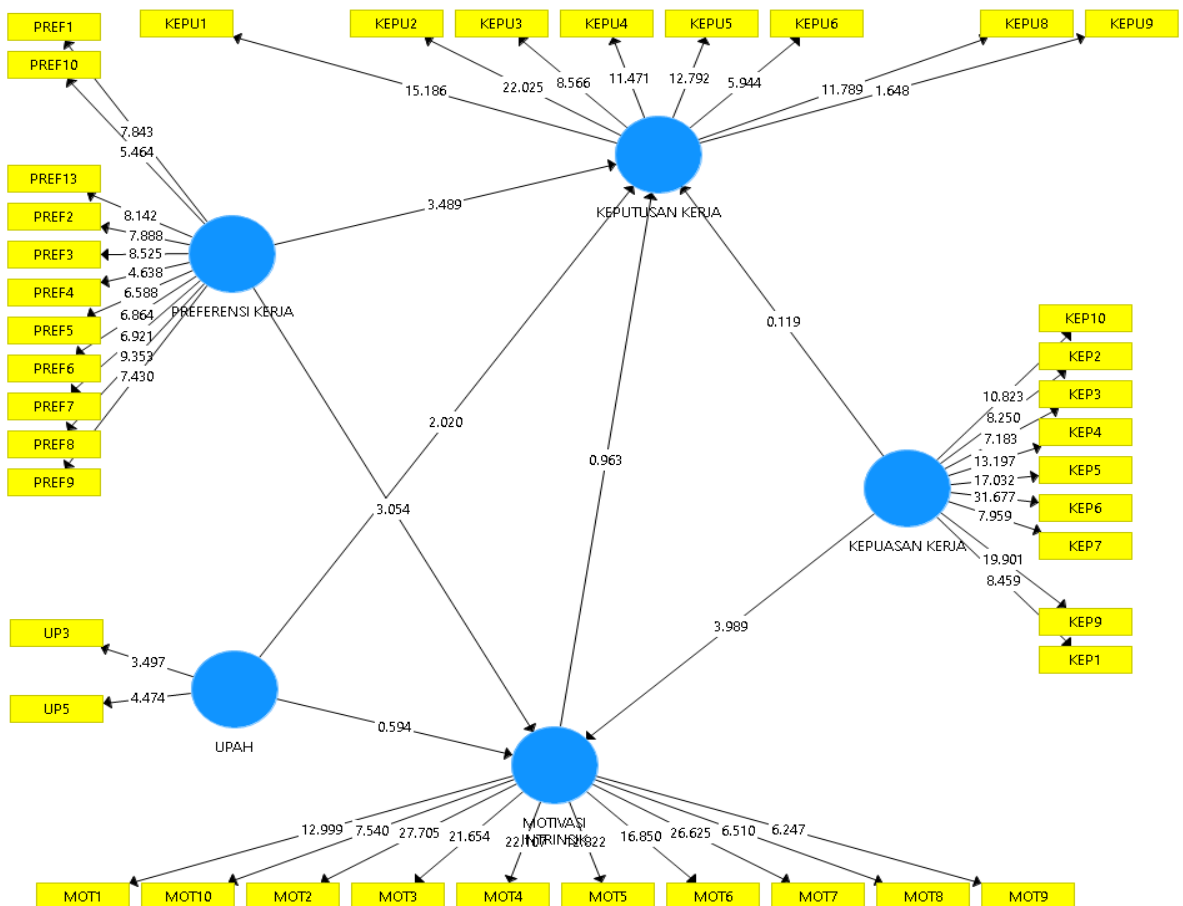 PREF1
KEPU1
KEPU2
KEPU3
KEPU4
KEPU5
KEPU6
KEPU8
KEPU9
PREF10
15.186
22.025
8.566
11.471
12.792
5.944
11.789
1.648
7.843
5.464
PREF13
PREF2
PREF3
PREF4
PREF5
PREF6
PREF7
PREF8
PREF9
8.142
7.888
8.525
4.638
6.588
6.864
6.921
9.353
7.430
PREFERENSI KERJA
3.489
KEPUTUSAN KERJA
0.119
2.020
0.963
3.054
KEP10
KEP2
KEP3
KEP4
KEP5
KEP6
KEP7
KEP9
KEP1
10.823
8.250
7.183
13.197
17.032
31.677
7.959
19.901
8.459
KEPUASAN KERJA
3.989
UP3
UP5
3.497
4.474
UPAH
0.594
MOTIVASI
INTRINSIK
12.999
7.540
27.705
21.654
16.850
26.625
6.510
6.247
MOT1
MOT10
MOT2
MOT3
MOT4
MOT5
MOT6
MOT7
MOT8
MOT9